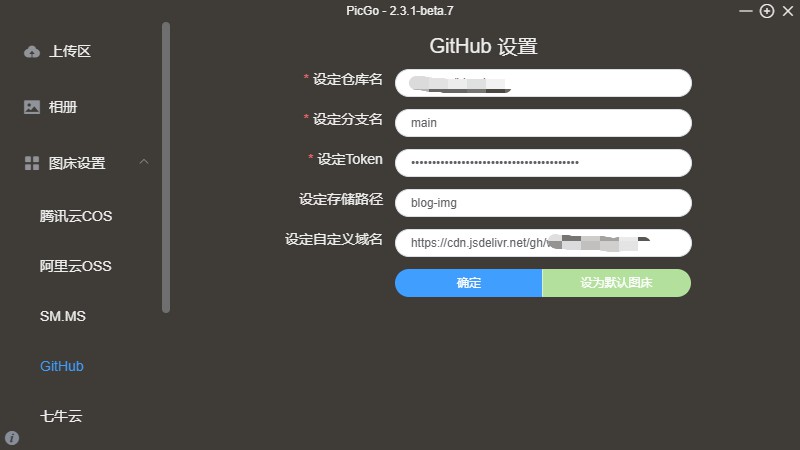 PicGo - 2.3.1-beta.7
上传区
相册
图床设置
腾讯云COS
阿里云OSS
SM.MS
GitHub
七牛云
GitHub 设置
* 设定仓库名
* 设定分支名
main
* 设定Token
设定存储路径
blog-img
设定自定义域名
https://cdn.jsdelivr.net/gh/
确定
设为默认图床